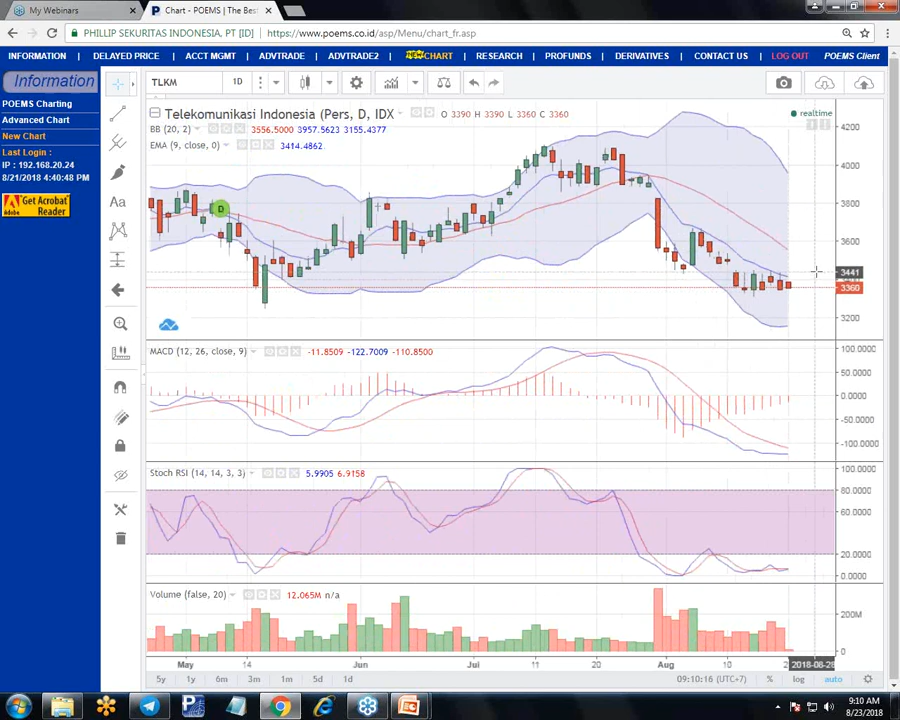 My Webinars
Chart - POEMS | The Bes
PHILLIP SEKURITAS INDONESIA. PT [ID] https://www.poems.co.id/asp/Menu/chart_fr.asp
INFORMATION | DELAYED PRICE | ACCT MGMT | ADVTRADE | ADVTRADE2 | NEW CHART | RESEARCH | PROFUNDS | DERIVATIVES | CONTACT US | LOG OUT POEMS Client
Information
POEMS Charting
Advanced Chart
New Chart
Last Login :
IP : 192.168.20.24
8/21/2018 4:40:48 PM
Get Acrobat
Reader
Adobe
TLKM 1D
Aa
Telekomunikasi Indonesia (Pers, D, IDX O 3390 H 3390 L 3360 C 3360
realtime
BB (20, 2) 3556.5000 3957.5623 3155.4377
EMA (9, close, 0) 3414.4862
D
4200
4000
3800
3600
3441
3360
3200
MACD (12, 26, close, 9) -11.8509 -122.7009 -110.8500
100.0000
50.0000
0.0000
-50.0000
-100.0000
Stoch RSI (14, 14, 3, 3) 5.9905 6.9158
100.0000
80.0000
60.0000
20.0000
0.0000
Volume (false, 20) 12.065M n/a
200M
0
May 14 Jun Jul 11 20 Aug 10 2018-08-28
5y 1y 6m 3m 1m 5d 1d 09:10:16 (UTC+7) % log auto
9:10 AM
8/23/2018